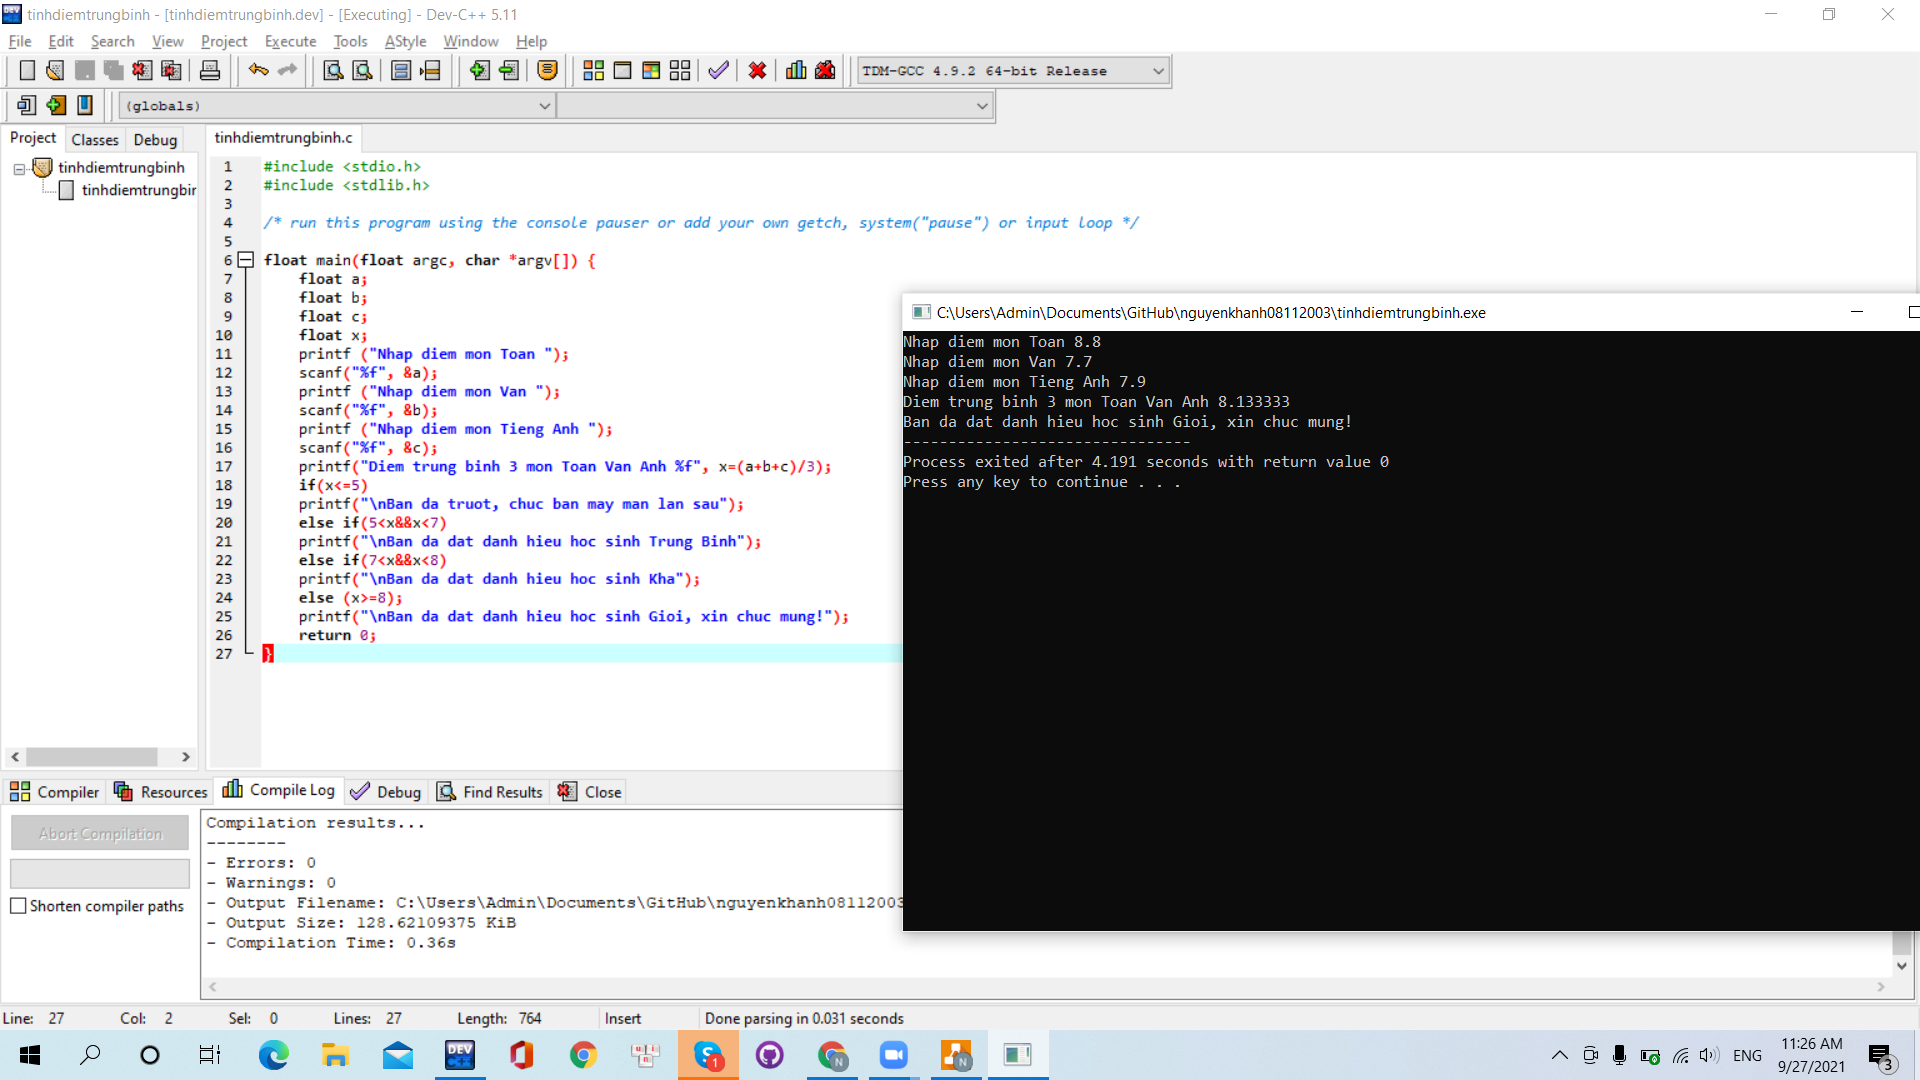 tinhdiemtrungbinh - [tinhdiemtrungbinh.dev] - [Executing] - Dev-C++ 5.11
File Edit Search View Project Execute Tools AStyle Window Help
TDM-GCC 4.9.2 64-bit Release
(globals)
Project Classes Debug
tinhdiemtrungbinh
tinhdiemtrungbir
tinhdiemtrungbinh.c
1 #include <stdio.h>
2 #include <stdlib.h>
3
4 /* run this program using the console pauser or add your own getch, system("pause") or input loop */
5
6 float main(float argc, char *argv[]) {
7 float a;
8 float b;
9 float c;
10 float x;
11 printf ("Nhap diem mon Toan ");
12 scanf("%f", &a);
13 printf ("Nhap diem mon Van ");
14 scanf("%f", &b);
15 printf ("Nhap diem mon Tieng Anh ");
16 scanf("%f", &c);
17 printf("Diem trung binh 3 mon Toan Van Anh %f", x=(a+b+c)/3);
18 if(x<=5)
19 printf("\nBan da truot, chuc ban may man lan sau");
20 else if(5<x&&x<7)
21 printf("\nBan da dat danh hieu hoc sinh Trung Binh");
22 else if(7<x&&x<8)
23 printf("\nBan da dat danh hieu hoc sinh Kha");
24 else (x>=8);
25 printf("\nBan da dat danh hieu hoc sinh Gioi, xin chuc mung!");
26 return 0;
27 }
C:\Users\Admin\Documents\GitHub\nguyenkhanh08112003\tinhdiemtrungbinh.exe
Nhap diem mon Toan 8.8
Nhap diem mon Van 7.7
Nhap diem mon Tieng Anh 7.9
Diem trung binh 3 mon Toan Van Anh 8.133333
Ban da dat danh hieu hoc sinh Gioi, xin chuc mung!
--------------------------------
Process exited after 4.191 seconds with return value 0
Press any key to continue . . .
Compiler Resources Compile Log Debug Find Results Close
Abort Compilation
Shorten compiler paths
Compilation results...
--------
- Errors: 0
- Warnings: 0
- Output Filename: C:\Users\Admin\Documents\GitHub\nguyenkhanh08112003
- Output Size: 128.62109375 KiB
- Compilation Time: 0.36s
Line: 27 Col: 2 Sel: 0 Lines: 27 Length: 764 Insert Done parsing in 0.031 seconds
DEV C++ 1 N N ENG
11:26 AM
9/27/2021
3